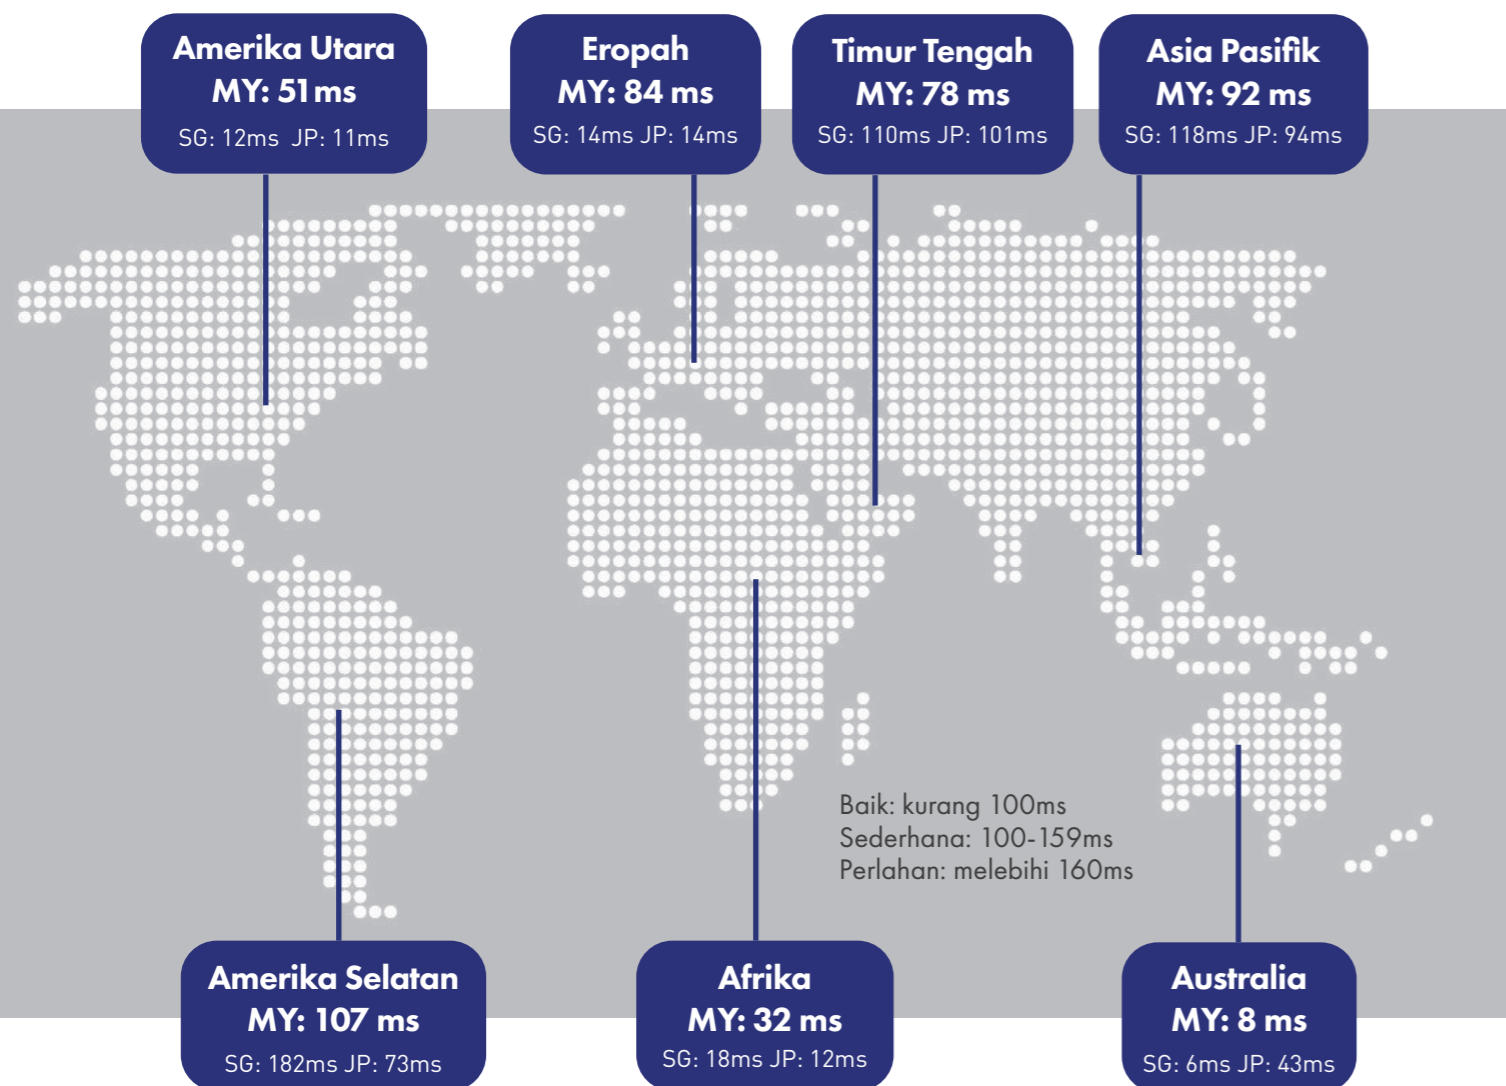 Amerika Utara
MY: 51 ms
SG: 12ms JP: 11ms
Eropah
MY: 84 ms
SG: 14ms JP: 14ms
Timur Tengah
MY: 78 ms
SG: 110ms JP: 101ms
Asia Pasifik
MY: 92 ms
SG: 118ms JP: 94ms
Baik: kurang 100ms
Sederhana: 100-159ms
Perlahan: melebihi 160ms
Amerika Selatan
MY: 107 ms
SG: 182ms JP: 73ms
Afrika
MY: 32 ms
SG: 18ms JP: 12ms
Australia
MY: 8 ms
SG: 6ms JP: 43ms